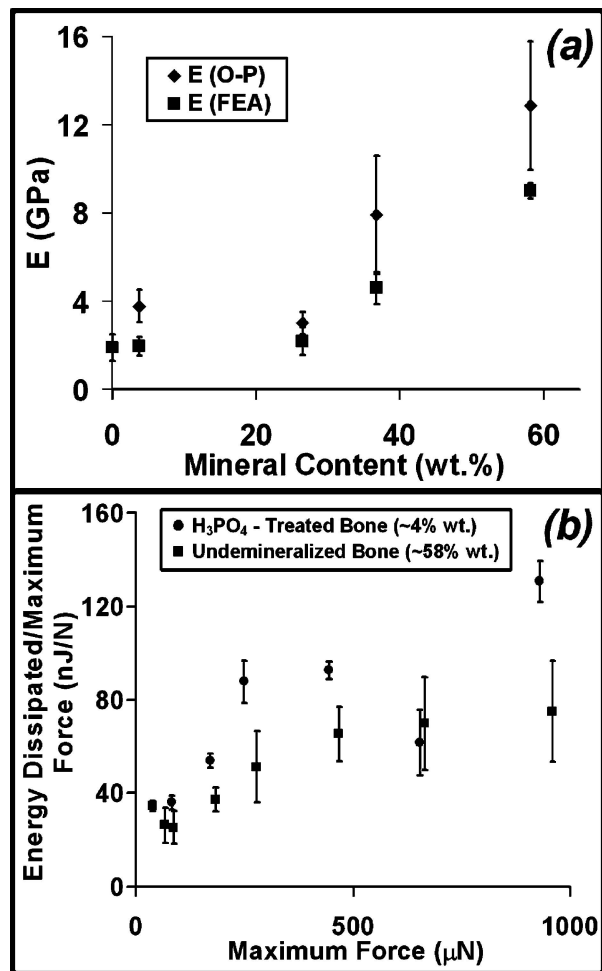 (a)
E (O-P)
E (FEA)
16
12
8
4
0
E (GPa)
0 20 40 60
Mineral Content (wt.%)
(b)
H₃PO₄ - Treated Bone (~4% wt.)
Undemineralized Bone (~58% wt.)
160
120
80
40
0
Energy Dissipated/Maximum
Force (nJ/N)
0 500 1000
Maximum Force (μN)